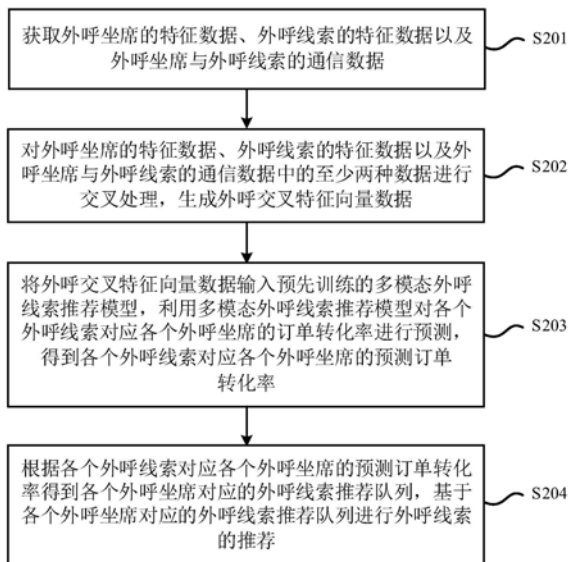 获取外呼坐席的特征数据、外呼线索的特征数据以及
外呼坐席与外呼线索的通信数据
S201
对外呼坐席的特征数据、外呼线索的特征数据以及外
呼坐席与外呼线索的通信数据中的至少两种数据进行
交叉处理，生成外呼交叉特征向量数据
S202
将外呼交叉特征向量数据输入预先训练的多模态外呼
线索推荐模型，利用多模态外呼线索推荐模型对各个
外呼线索对应各个外呼坐席的订单转化率进行预测，
得到各个外呼线索对应各个外呼坐席的预测订单
转化率
S203
根据各个外呼线索对应各个外呼坐席的预测订单转化
率得到各个外呼坐席对应的外呼线索推荐队列，基于
各个外呼坐席对应的外呼线索推荐队列进行外呼线索
的推荐
S204